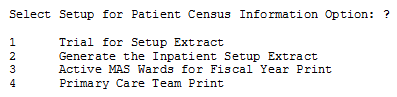 Select Setup for Patient Census Information Option: ?
1 Trial for Setup Extract
2 Generate the Inpatient Setup Extract
3 Active MAS Wards for Fiscal Year Print
4 Primary Care Team Print